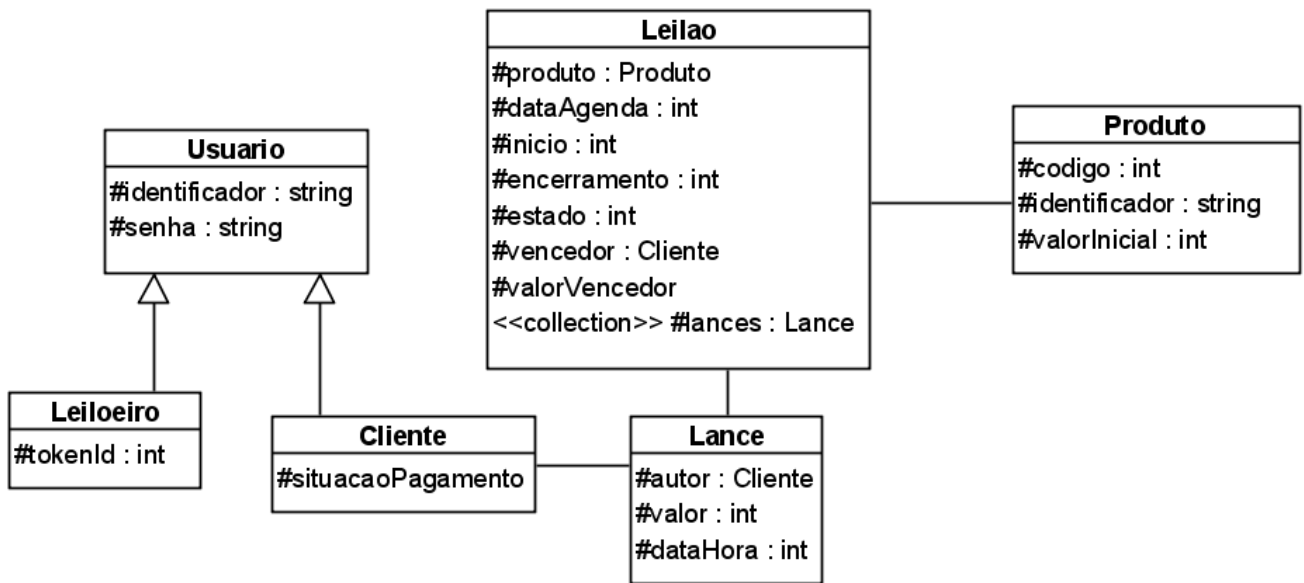 Leilao
#produto : Produto
#dataAgenda : int
#inicio : int
#encerramento : int
#estado : int
#vencedor : Cliente
#valorVencedor
<<collection>> #lances : Lance
Produto
#codigo : int
#identificador : string
#valorInicial : int
Usuario
#identificador : string
#senha : string
Leiloeiro
#tokenId : int
Cliente
#situacaoPagamento
Lance
#autor : Cliente
#valor : int
#dataHora : int